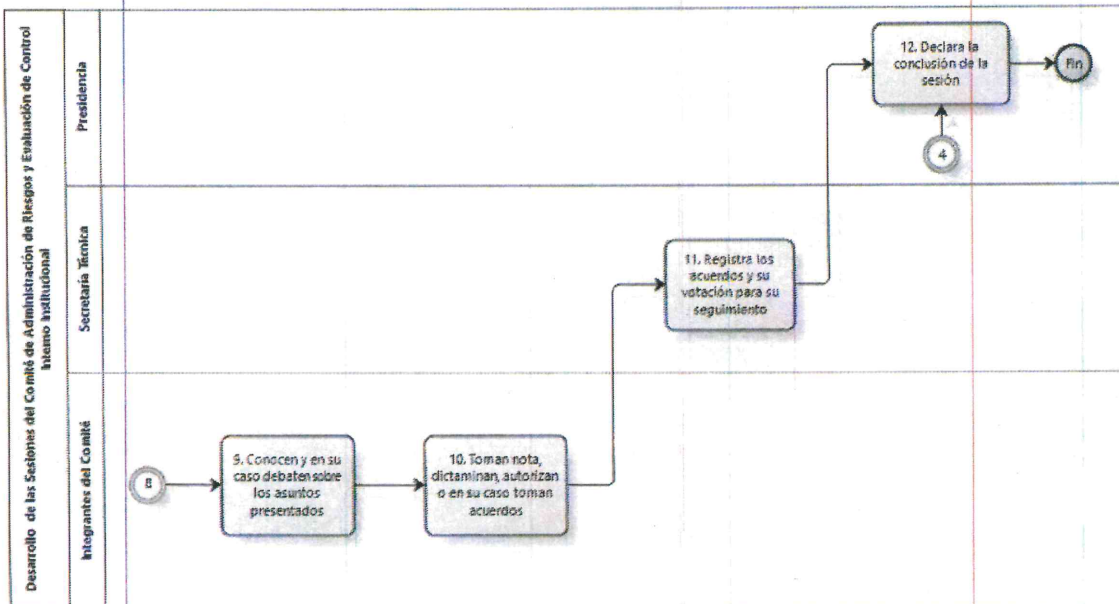 Desarrollo de las Sesiones del Comité de Administración de Riesgos y Evaluación de Control
Interno Institucional
Presidencia
12. Declara la
conclusión de la
sesión
Fin
4
Secretaría Técnica
11. Registra los
acuerdos y su
votación para su
seguimiento
Integrantes del Comité
9. Conocen y en su
caso debaten sobre
los asuntos
presentados
10. Toman nota,
dictaminan, autorizan
o en su caso toman
acuerdos